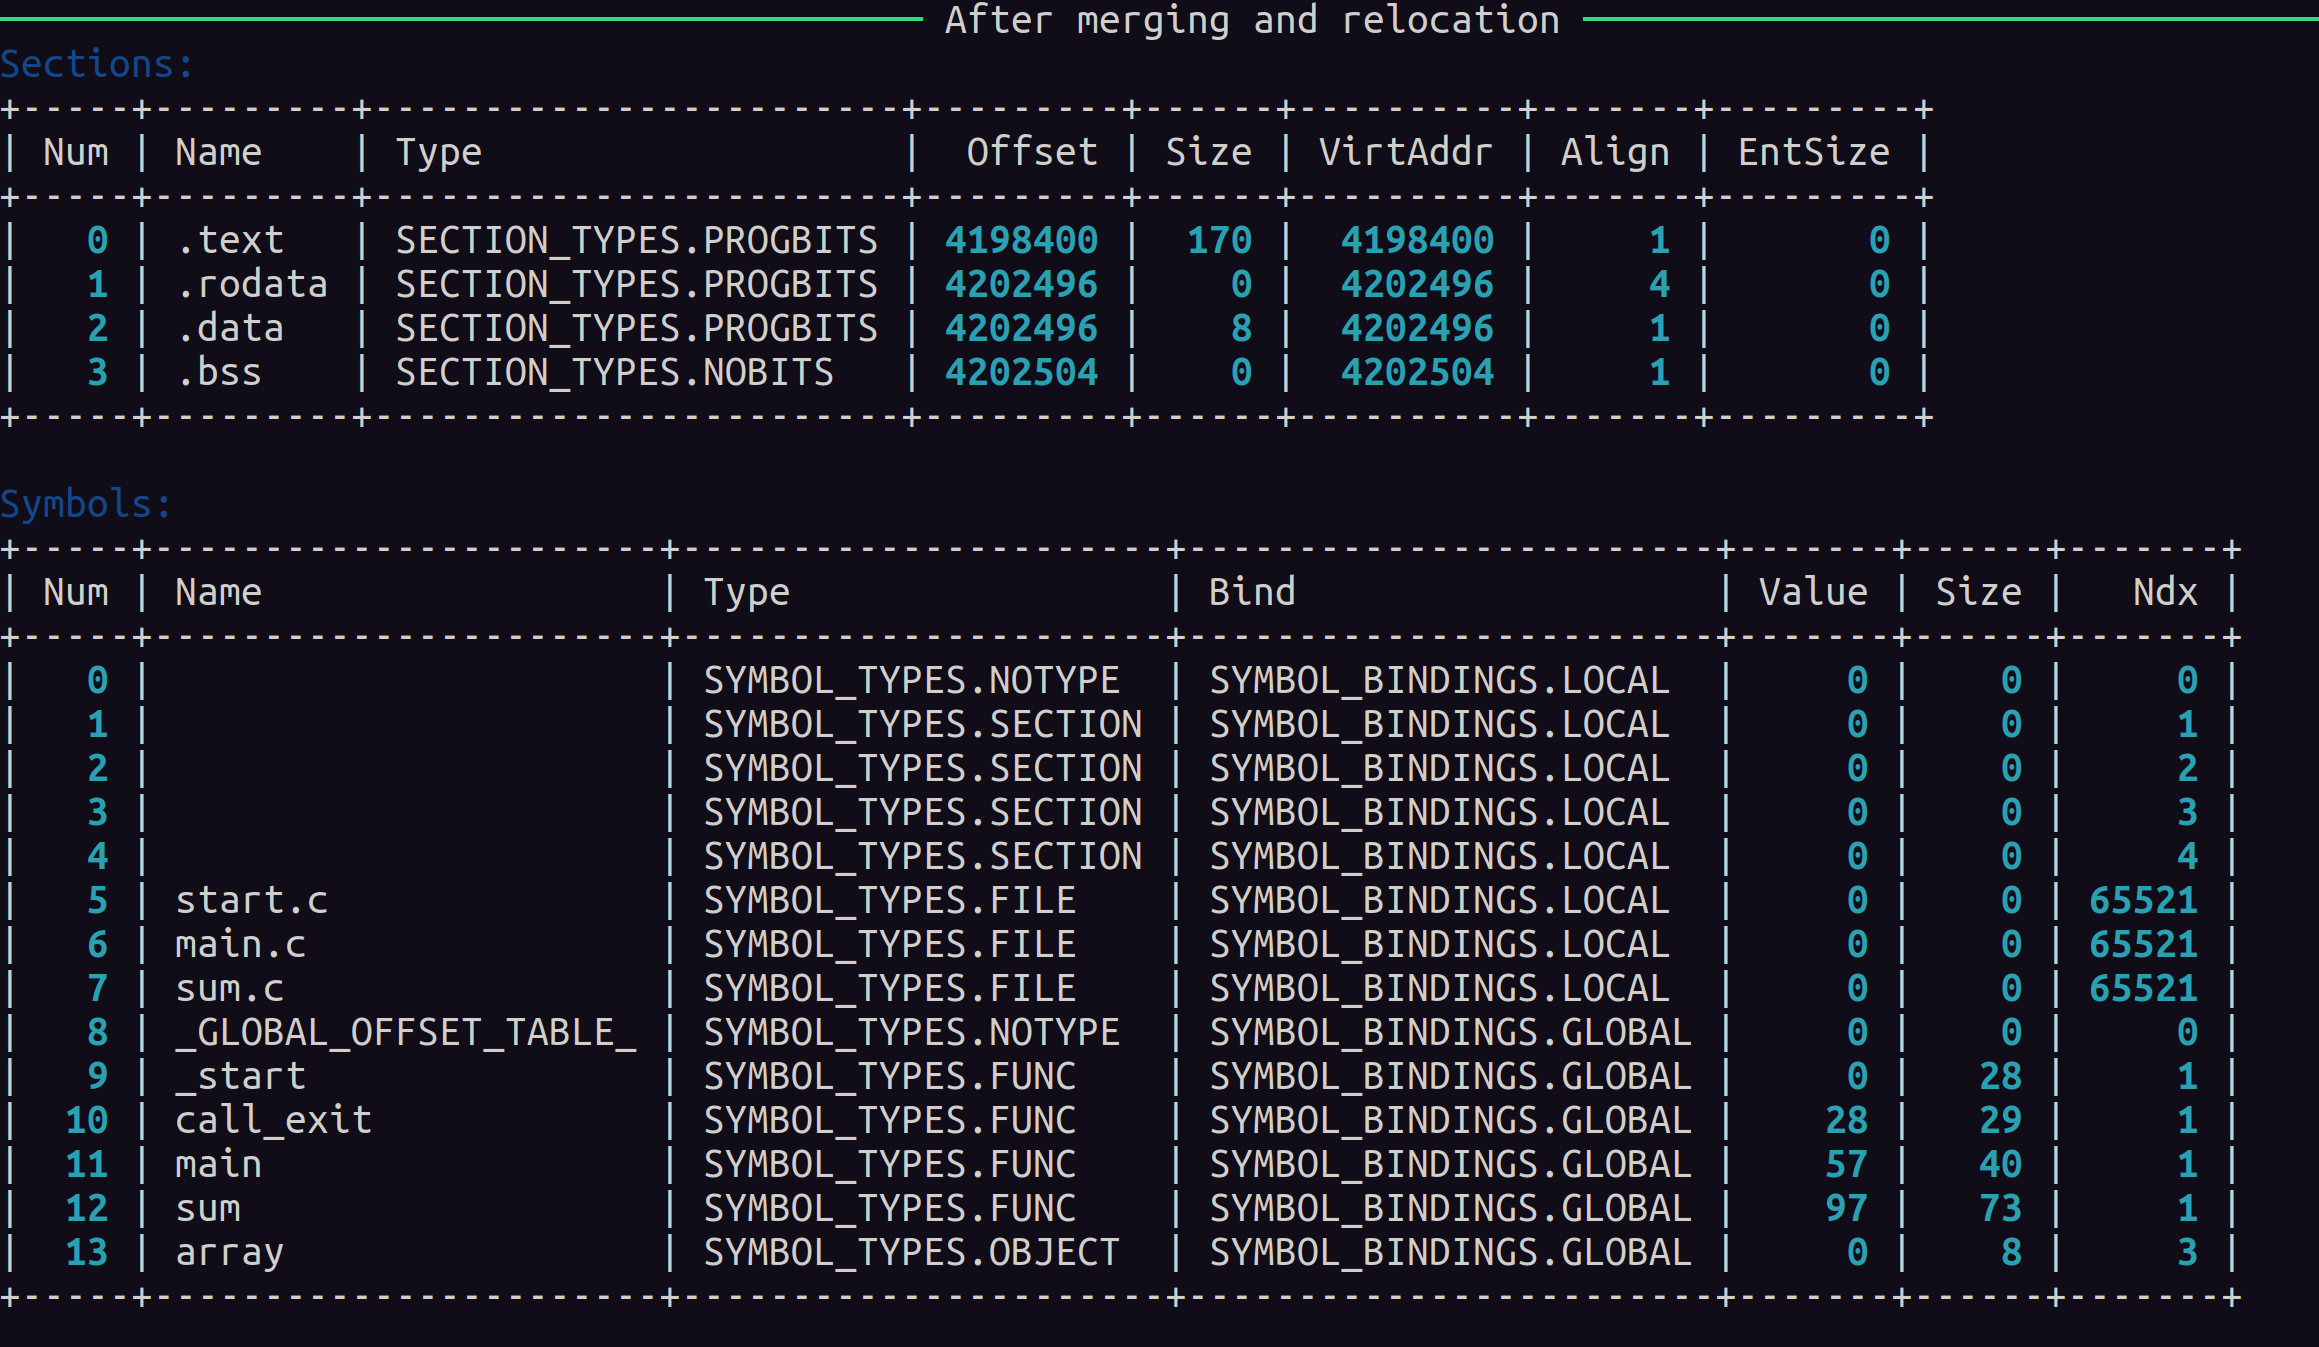 After merging and relocation
Sections:
+-----+---------+------------------------+---------+------+----------+-------+---------+
| Num | Name    | Type                   |  Offset | Size | VirtAddr | Align | EntSize |
+-----+---------+------------------------+---------+------+----------+-------+---------+
|   0 | .text   | SECTION_TYPES.PROGBITS | 4198400 |  170 |  4198400 |     1 |       0 |
|   1 | .rodata | SECTION_TYPES.PROGBITS | 4202496 |    0 |  4202496 |     4 |       0 |
|   2 | .data   | SECTION_TYPES.PROGBITS | 4202496 |    8 |  4202496 |     1 |       0 |
|   3 | .bss    | SECTION_TYPES.NOBITS   | 4202504 |    0 |  4202504 |     1 |       0 |
+-----+---------+------------------------+---------+------+----------+-------+---------+
Symbols:
+-----+-----------------------+----------------------+------------------------+-------+------+-------+
| Num | Name                  | Type                 | Bind                   | Value | Size |   Ndx |
+-----+-----------------------+----------------------+------------------------+-------+------+-------+
|   0 |                       | SYMBOL_TYPES.NOTYPE  | SYMBOL_BINDINGS.LOCAL  |     0 |    0 |     0 |
|   1 |                       | SYMBOL_TYPES.SECTION | SYMBOL_BINDINGS.LOCAL  |     0 |    0 |     1 |
|   2 |                       | SYMBOL_TYPES.SECTION | SYMBOL_BINDINGS.LOCAL  |     0 |    0 |     2 |
|   3 |                       | SYMBOL_TYPES.SECTION | SYMBOL_BINDINGS.LOCAL  |     0 |    0 |     3 |
|   4 |                       | SYMBOL_TYPES.SECTION | SYMBOL_BINDINGS.LOCAL  |     0 |    0 |     4 |
|   5 | start.c               | SYMBOL_TYPES.FILE    | SYMBOL_BINDINGS.LOCAL  |     0 |    0 | 65521 |
|   6 | main.c                | SYMBOL_TYPES.FILE    | SYMBOL_BINDINGS.LOCAL  |     0 |    0 | 65521 |
|   7 | sum.c                 | SYMBOL_TYPES.FILE    | SYMBOL_BINDINGS.LOCAL  |     0 |    0 | 65521 |
|   8 | _GLOBAL_OFFSET_TABLE_ | SYMBOL_TYPES.NOTYPE  | SYMBOL_BINDINGS.GLOBAL |     0 |    0 |     0 |
|   9 | _start                | SYMBOL_TYPES.FUNC    | SYMBOL_BINDINGS.GLOBAL |     0 |   28 |     1 |
|  10 | call_exit             | SYMBOL_TYPES.FUNC    | SYMBOL_BINDINGS.GLOBAL |    28 |   29 |     1 |
|  11 | main                  | SYMBOL_TYPES.FUNC    | SYMBOL_BINDINGS.GLOBAL |    57 |   40 |     1 |
|  12 | sum                   | SYMBOL_TYPES.FUNC    | SYMBOL_BINDINGS.GLOBAL |    97 |   73 |     1 |
|  13 | array                 | SYMBOL_TYPES.OBJECT  | SYMBOL_BINDINGS.GLOBAL |     0 |    8 |     3 |
+-----+-----------------------+----------------------+------------------------+-------+------+-------+